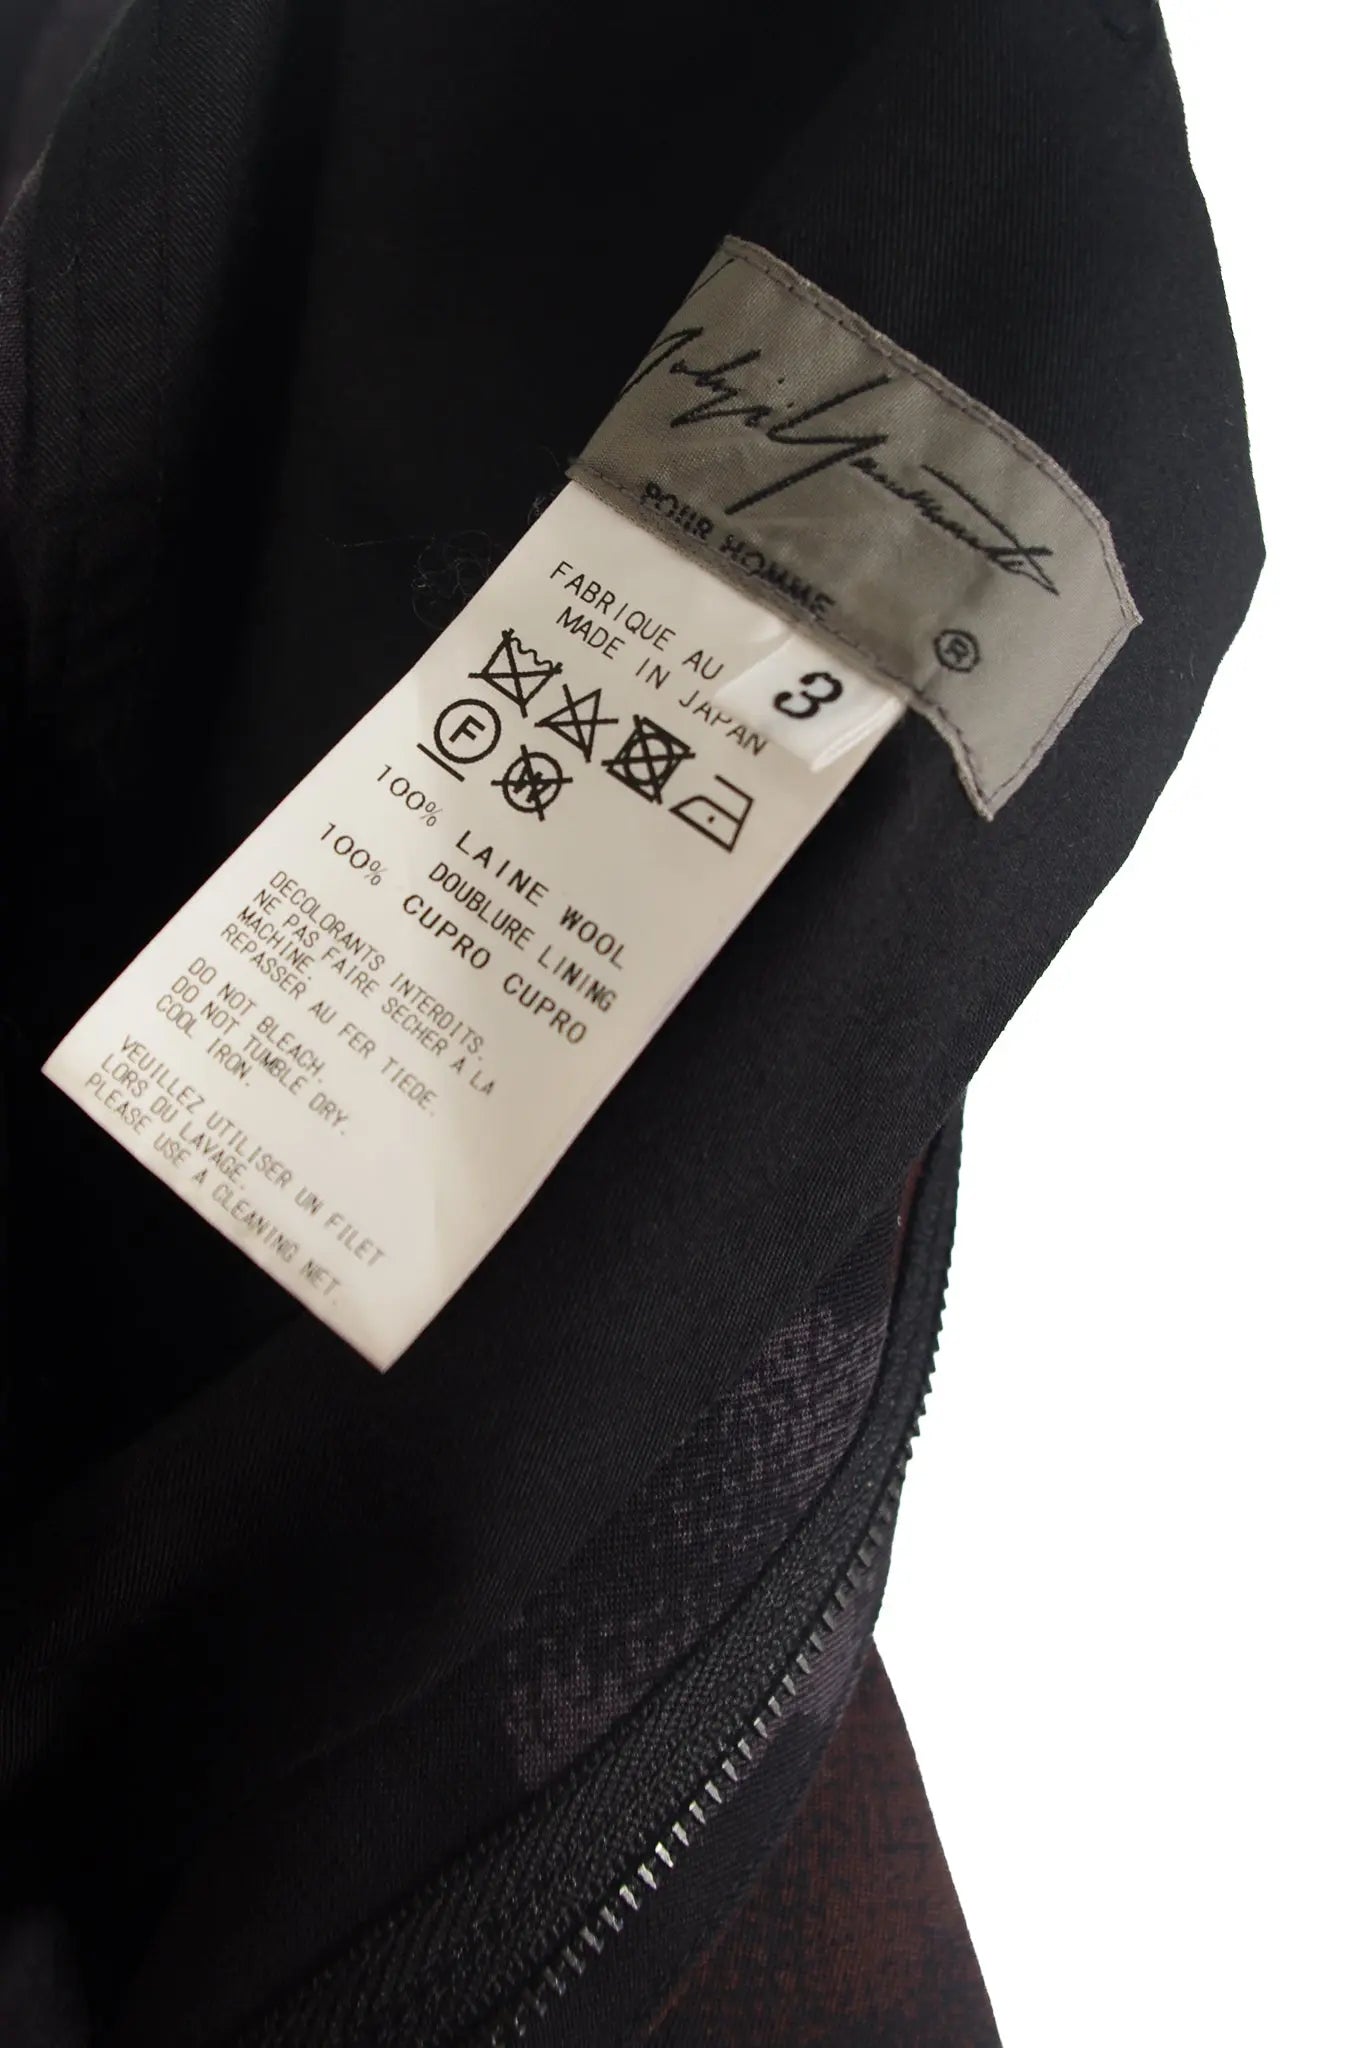 Yohji Yamamoto
POUR HOMME
®
3
FABRIQUE AU
MADE IN JAPAN
F
W
100% LAINE WOOL
DOUBLURE LINING
100% CUPRO CUPRO
DECOLORANTS INTERDITS.
NE PAS FAIRE SECHER A LA
MACHINE.
REPASSER AU FER TIEDE.
DO NOT BLEACH.
DO NOT TUMBLE DRY.
COOL IRON.
VEUILLEZ UTILISER UN FILET
LORS DU LAVAGE.
PLEASE USE A CLEANING NET.